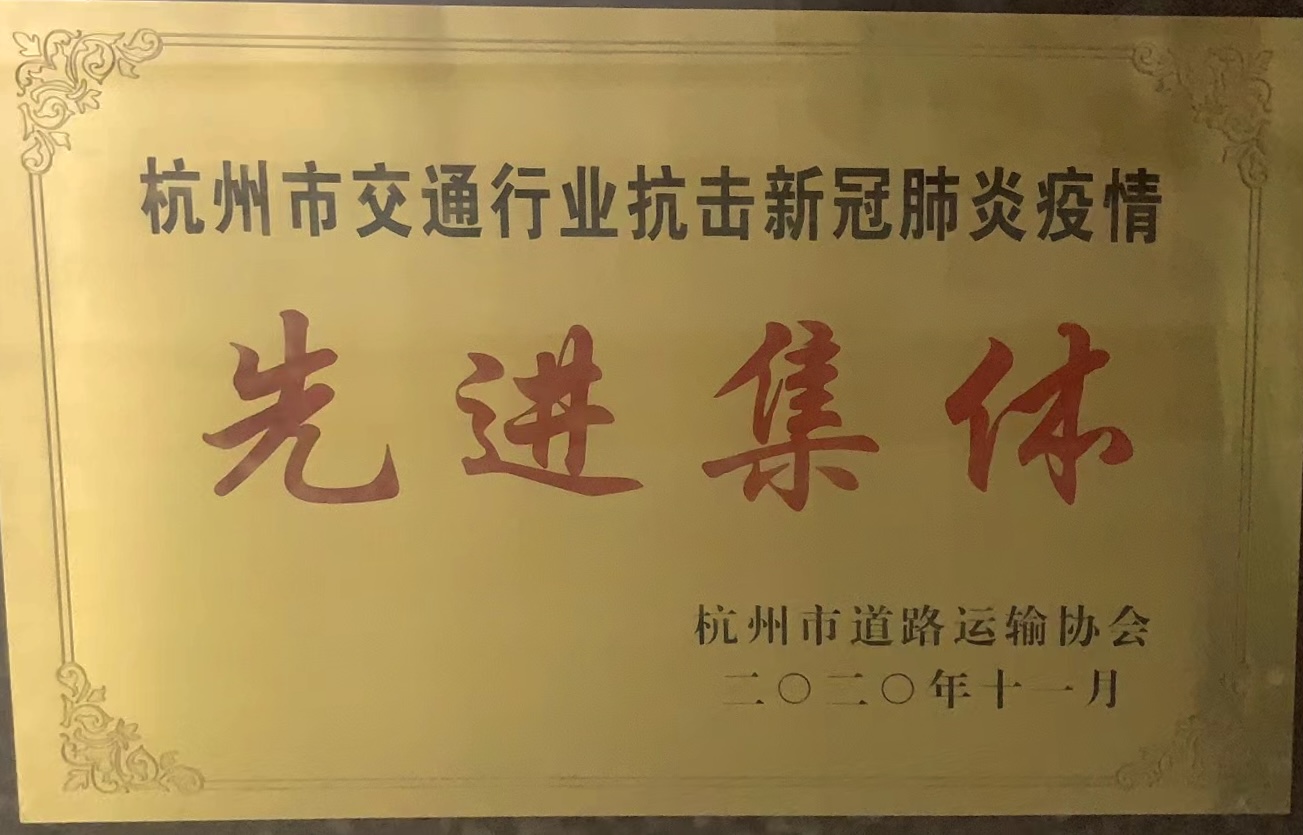 杭州市交通行业抗击新冠肺炎疫情
先进集体
杭州市道路运输协会
二〇二〇年十一月